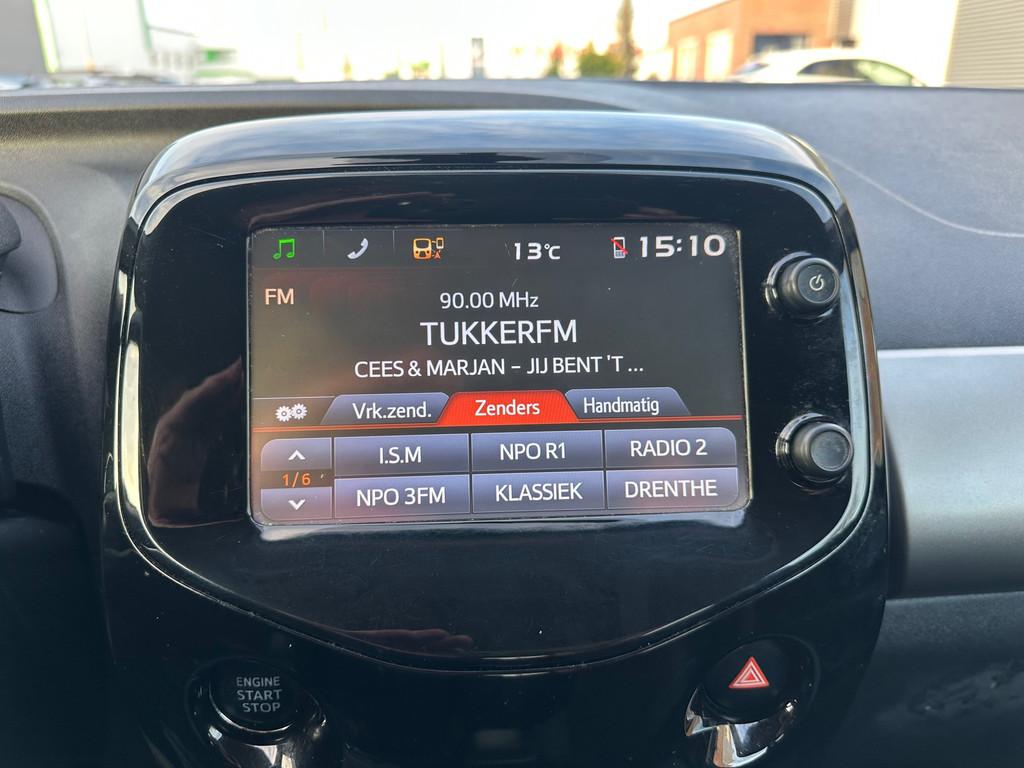 13°C 15:10
FM
90.00 MHz
TUKKERFM
CEES & MARJAN - JIJ BENT 'T ...
Vrk.zend. Zenders Handmatig
I.S.M NPO R1 RADIO 2
1/6
NPO 3FM KLASSIEK DRENTHE
ENGINE
START
STOP